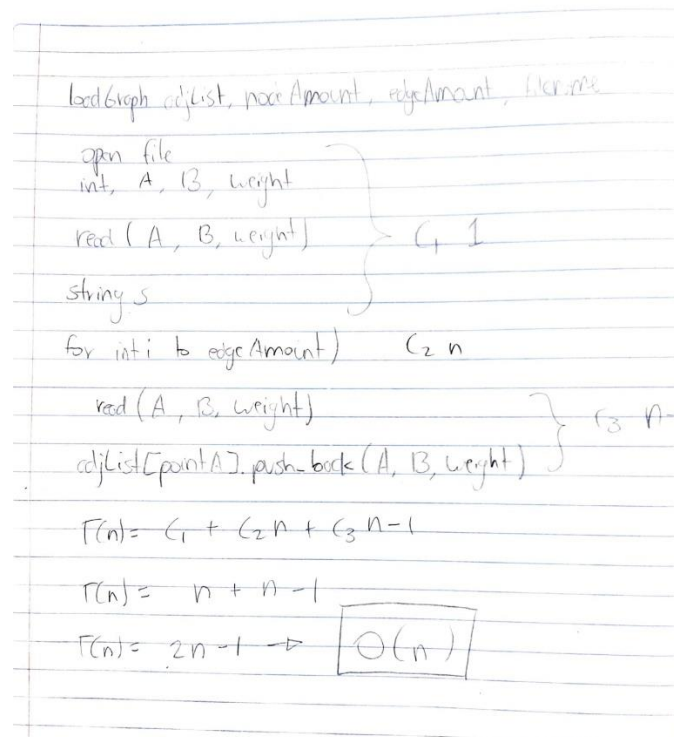 loadGraph adjList, nodeAmount, edgeAmount, filename
open file
int, A, B, weight
read (A, B, weight)
C₁ 1
string s
for int i to edgeAmount) C₂ n
read (A, B, weight)
C₃ n-
adjList[pointA].push_back(A, B, weight)
T(n)= C₁ + C₂n + C₃n-1
T(n)= n + n -1
T(n)= 2n-1 → O(n)